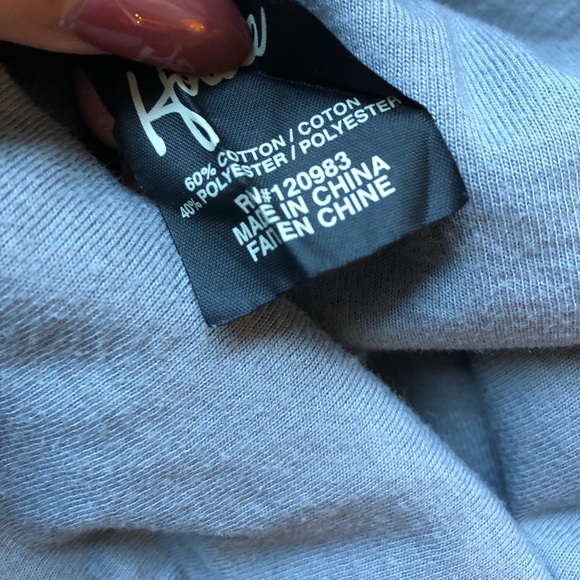 60% COTTON / COTON
40% POLYESTER / POLYESTER
RN#120983
MADE IN CHINA
FAIT EN CHINE